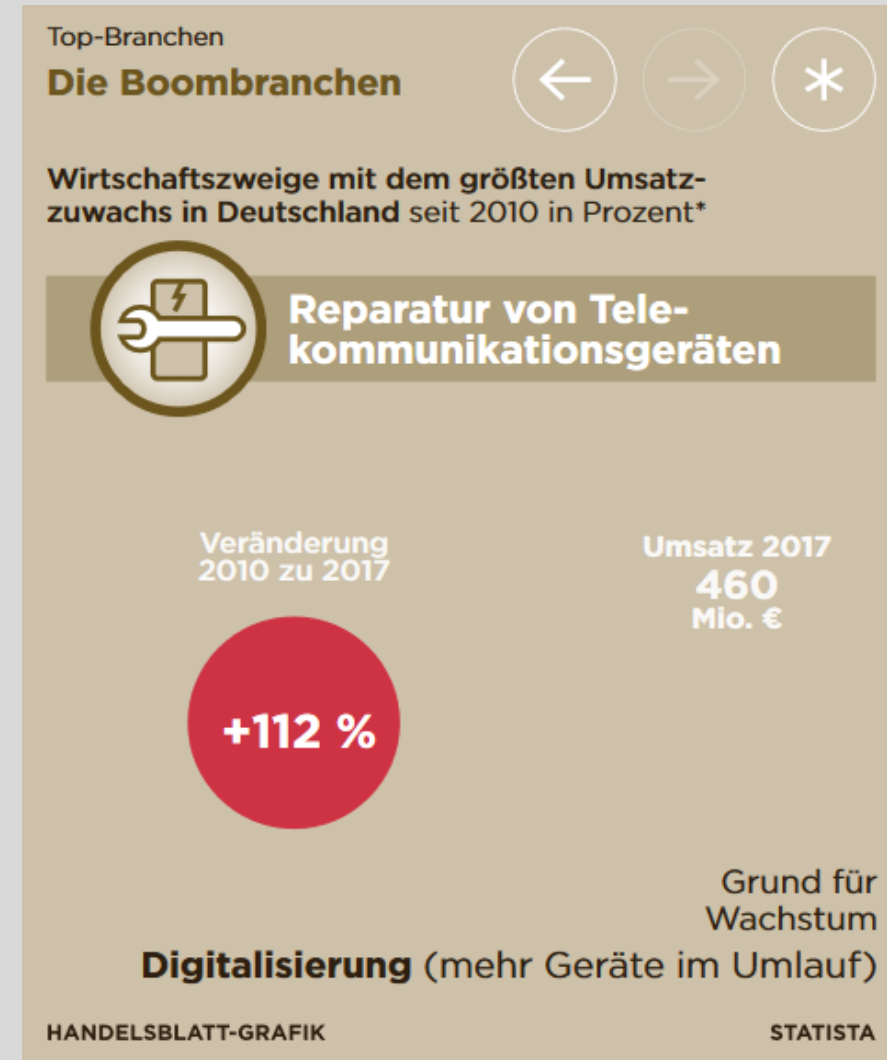 Top-Branchen
Die Boombranchen
Wirtschaftszweige mit dem größten Umsatz-
zuwachs in Deutschland seit 2010 in Prozent*
Reparatur von Tele-
kommunikationsgeräten
Veränderung
2010 zu 2017
+112 %
Umsatz 2017
460
Mio. €
Grund für
Wachstum
Digitalisierung (mehr Geräte im Umlauf)
HANDELSBLATT-GRAFIK
STATISTA